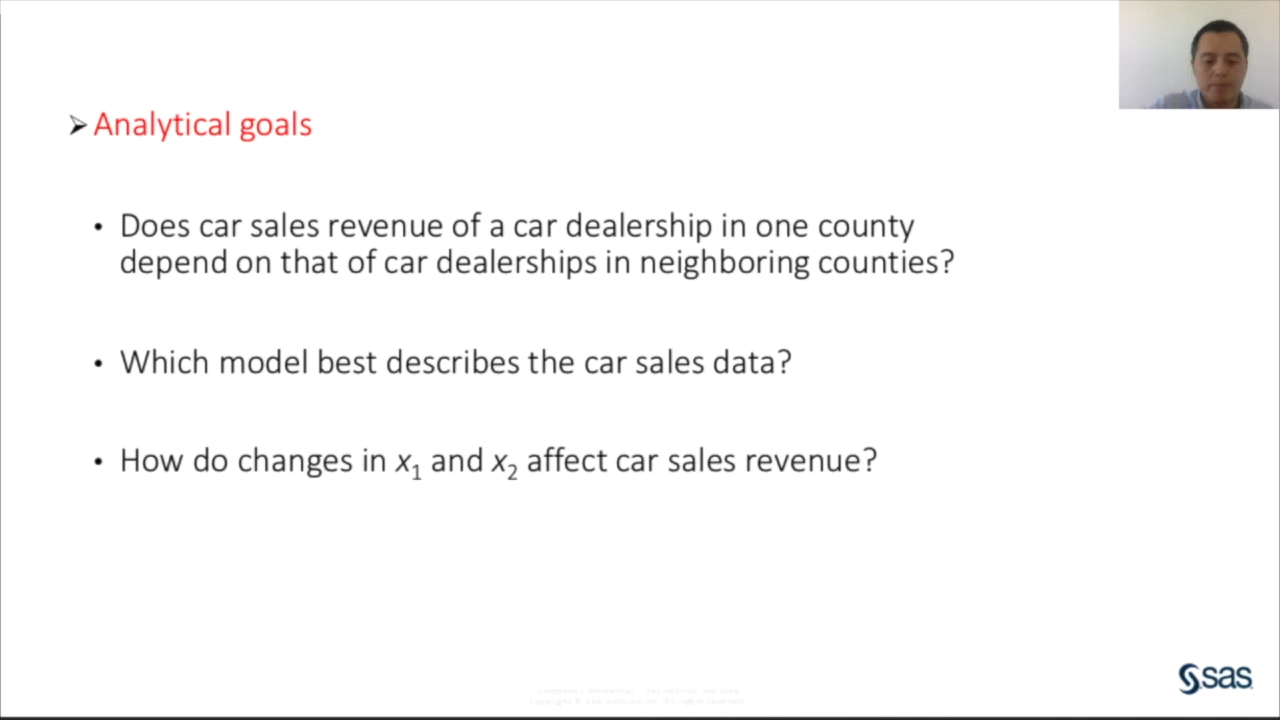 ➢ Analytical goals
• Does car sales revenue of a car dealership in one county
depend on that of car dealerships in neighboring counties?
• Which model best describes the car sales data?
• How do changes in x₁ and x₂ affect car sales revenue?
sas